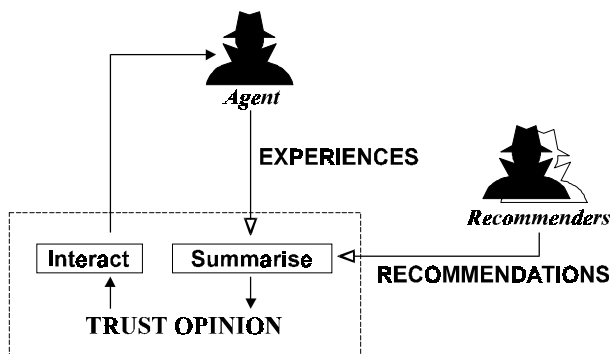 Agent
EXPERIENCES
Recommenders
Interact
Summarise
RECOMMENDATIONS
TRUST OPINION